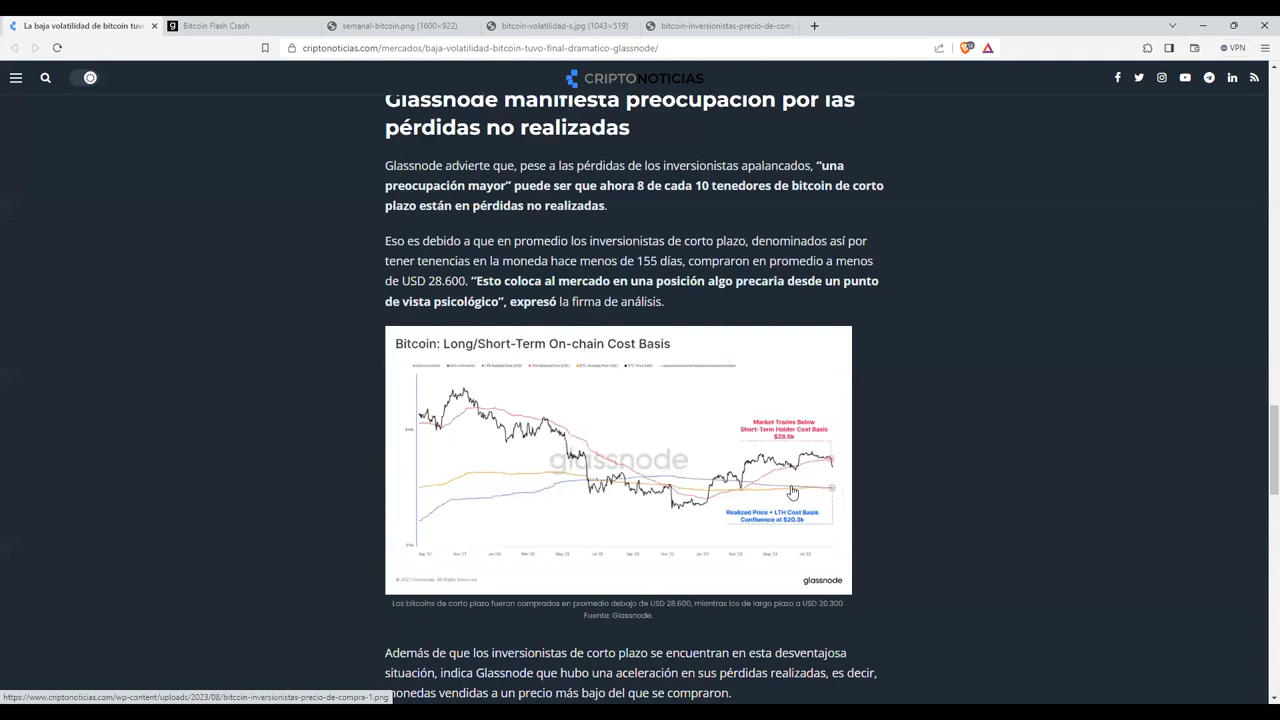 La baja volatilidad de bitcoin tuv
Bitcoin Flash Crash
semanal-bitcoin.png (1600×922)
bitcoin-volatilidad-s.jpg (1043×519)
bitcoin-inversionistas-precio-de-comp
criptonoticias.com/mercados/baja-volatilidad-bitcoin-tuvo-final-dramatico-glassnode/
VPN
CRIPTONOTICIAS
Glassnode manifiesta preocupación por las
pérdidas no realizadas
Glassnode advierte que, pese a las pérdidas de los inversionistas apalancados, “una
preocupación mayor” puede ser que ahora 8 de cada 10 tenedores de bitcoin de corto
plazo están en pérdidas no realizadas.
Eso es debido a que en promedio los inversionistas de corto plazo, denominados así por
tener tenencias en la moneda hace menos de 155 días, compraron en promedio a menos
de USD 28.600. “Esto coloca al mercado en una posición algo precaria desde un punto
de vista psicológico”, expresó la firma de análisis.
Bitcoin: Long/Short-Term On-chain Cost Basis
Market Trades Below
Short-Term Holder Cost Basis
$28.6k
glassnode
Realized Price + LTH Cost Basis
Confluence at $20.3k
glassnode
Los bitcoins de corto plazo fueron comprados en promedio debajo de USD 28.600, mientras los de largo plazo a USD 20.300.
Fuente: Glassnode.
Además de que los inversionistas de corto plazo se encuentran en esta desventajosa
situación, indica Glassnode que hubo una aceleración en sus pérdidas realizadas, es decir,
monedas vendidas a un precio más bajo del que se compraron.
https://www.criptonoticias.com/wp-content/uploads/2023/08/bitcoin-inversionistas-precio-de-compra-1.png